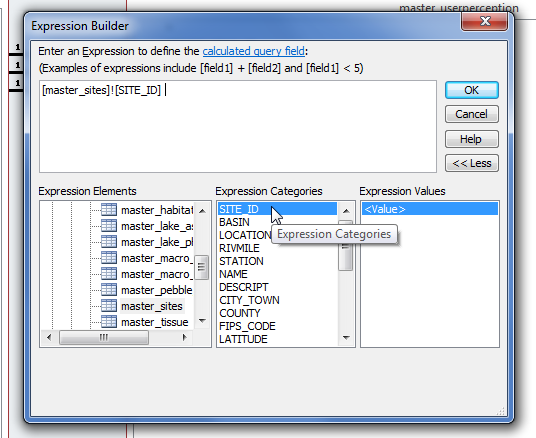 master_userperception
Expression Builder
Enter an Expression to define the calculated query field:
(Examples of expressions include [field1] + [field2] and [field1] < 5)
1
1
1
[master_sites]![SITE_ID]
OK
Cancel
Help
<< Less
Expression Elements
Expression Categories
Expression Values
master_habitat
master_lake_as
master_lake_ph
master_macro_
master_macro_
master_pebble
master_sites
master_tissue
SITE_ID
BASIN
LOCATION
RIVMILE
STATION
NAME
DESCRIPT
CITY_TOWN
COUNTY
FIPS_CODE
LATITUDE
Expression Categories
<Value>